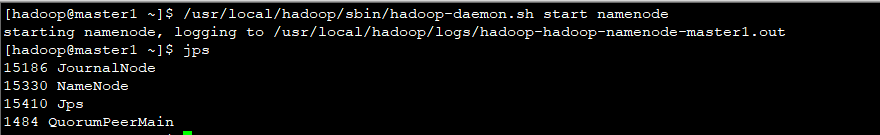 [hadoop@master1 ~]$ /usr/local/hadoop/sbin/hadoop-daemon.sh start namenode
starting namenode, logging to /usr/local/hadoop/logs/hadoop-hadoop-namenode-master1.out
[hadoop@master1 ~]$ jps
15186 JournalNode
15330 NameNode
15410 Jps
1484 QuorumPeerMain